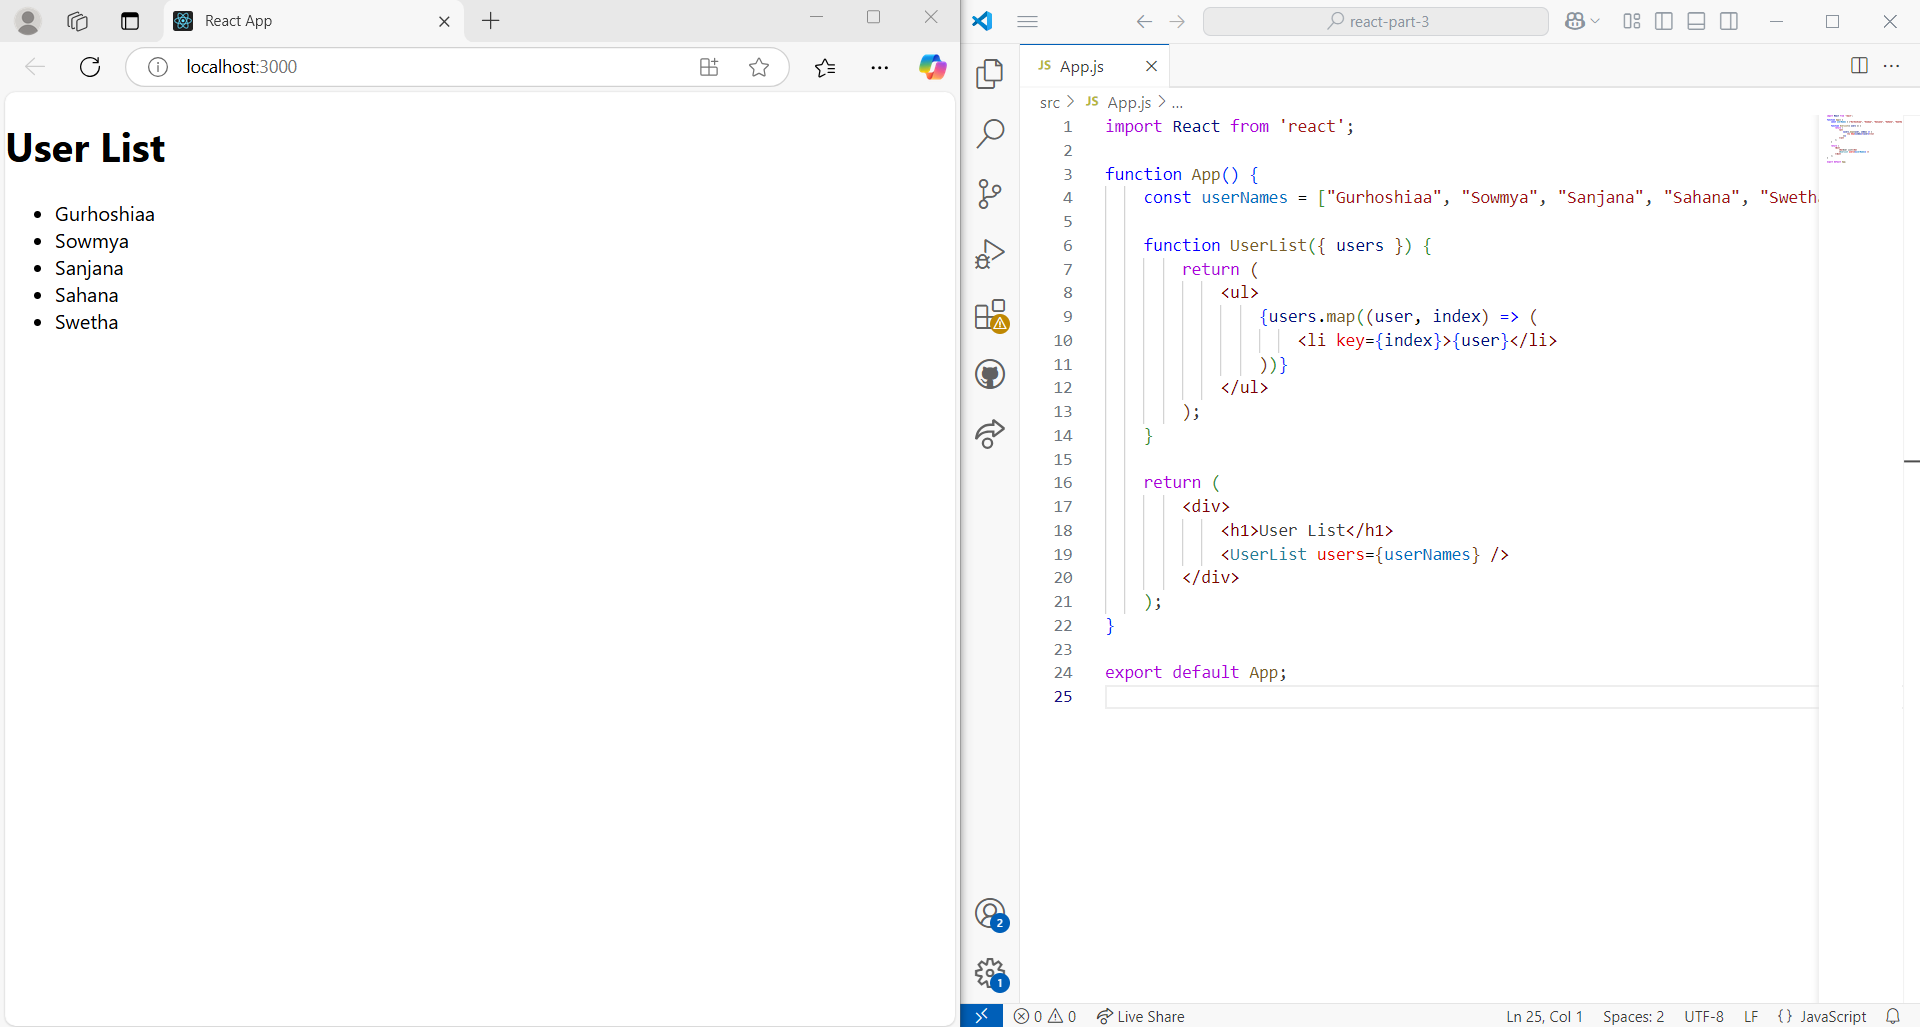 React App
localhost:3000
User List
Gurhoshiaa
Sowmya
Sanjana
Sahana
Swetha
react-part-3
JS App.js
src > JS App.js > ...
1 import React from 'react';
2
3 function App() {
4 const userNames = ["Gurhoshiaa", "Sowmya", "Sanjana", "Sahana", "Swetha
5
6 function UserList({ users }) {
7 return (
8 <ul>
9 {users.map((user, index) => (
10 <li key={index}>{user}</li>
11 ))}
12 </ul>
13 );
14 }
15
16 return (
17 <div>
18 <h1>User List</h1>
19 <UserList users={userNames} />
20 </div>
21 );
22 }
23
24 export default App;
25
2
1
0 0 Live Share Ln 25, Col 1 Spaces: 2 UTF-8 LF {} JavaScript